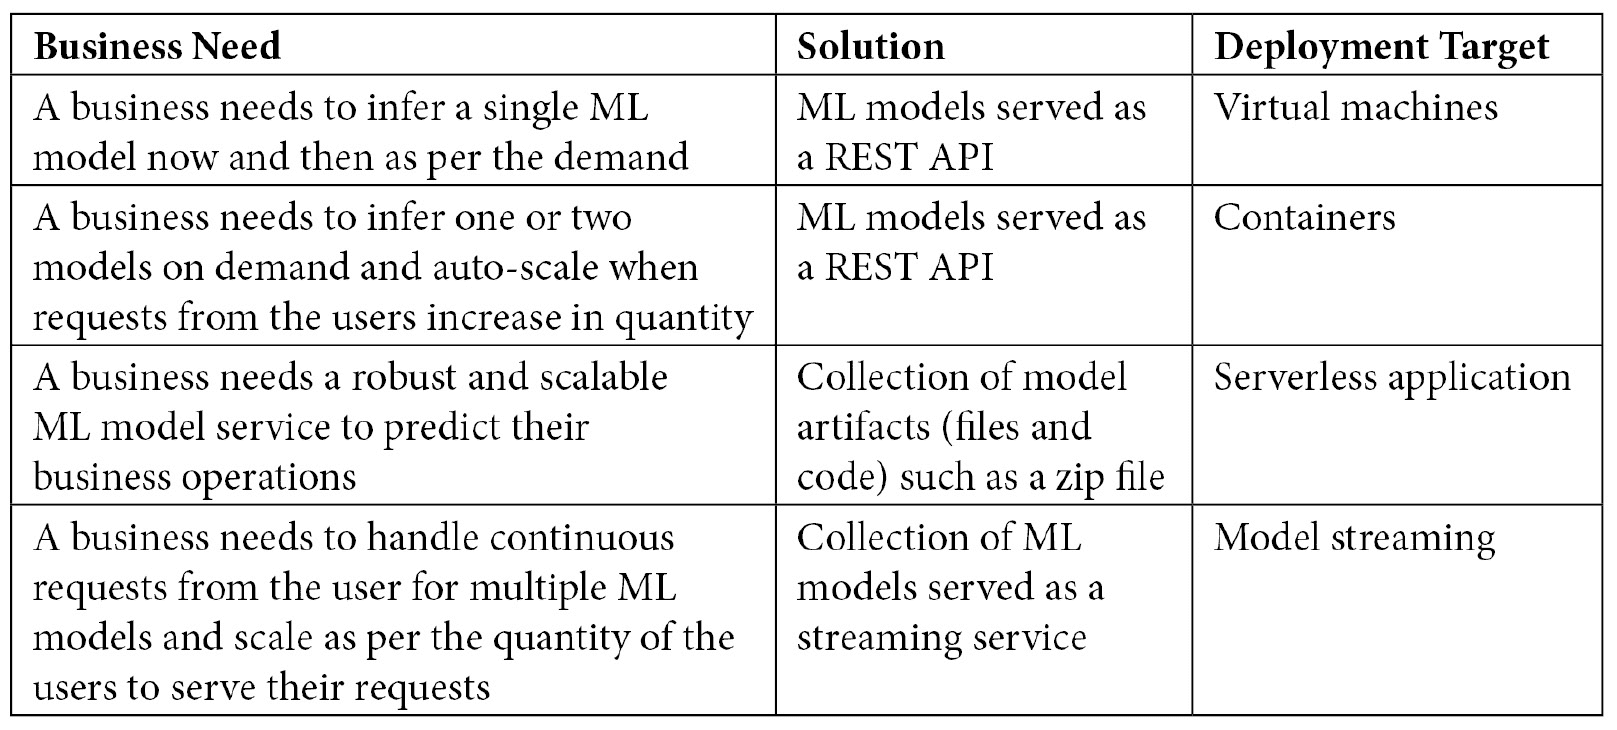 Business Need
Solution
Deployment Target
A business needs to infer a single ML
model now and then as per the demand
ML models served as
a REST API
Virtual machines
A business needs to infer one or two
models on demand and auto-scale when
requests from the users increase in quantity
ML models served as
a REST API
Containers
A business needs a robust and scalable
ML model service to predict their
business operations
Collection of model
artifacts (files and
code) such as a zip file
Serverless application
A business needs to handle continuous
requests from the user for multiple ML
models and scale as per the quantity of the
users to serve their requests
Collection of ML
models served as a
streaming service
Model streaming